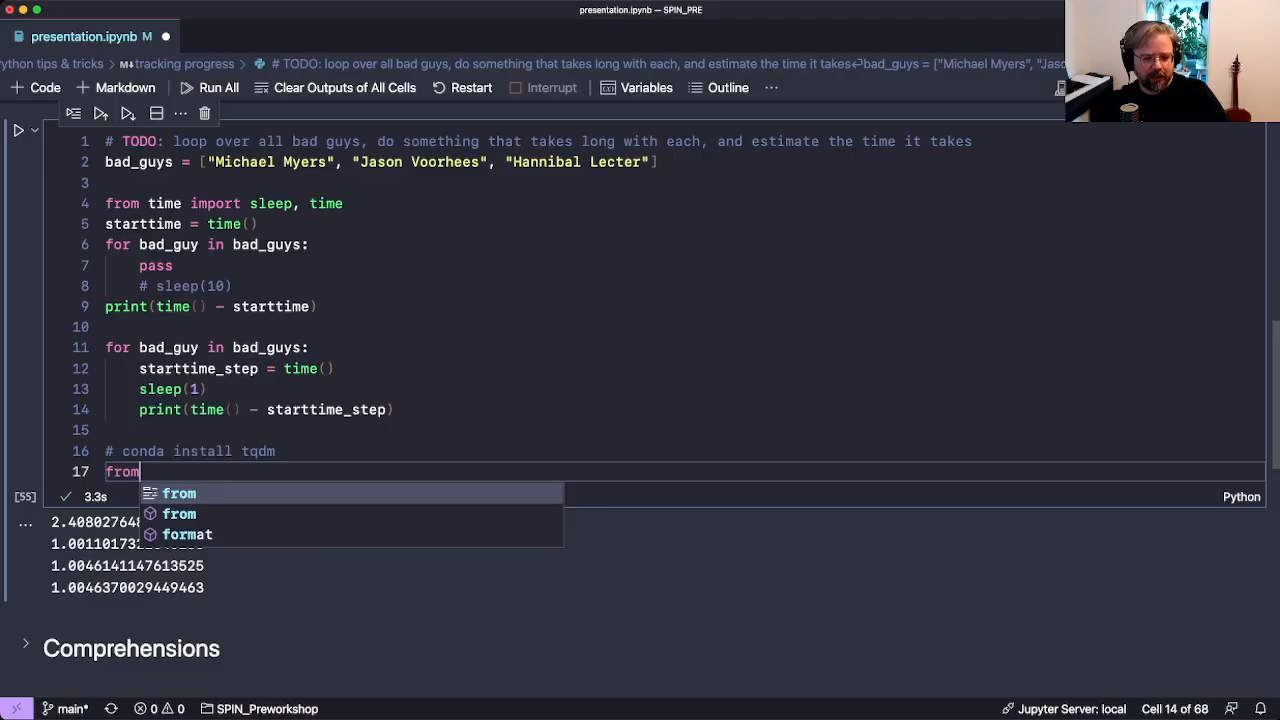 presentation.ipynb — SPIN_PRE
presentation.ipynb M
ython tips & tricks > tracking progress > # TODO: loop over all bad guys, do something that takes long with each, and estimate the time it takes↵bad_guys = ["Michael Myers", "Jaso
Code Markdown Run All Clear Outputs of All Cells Restart Interrupt Variables Outline ...
1 # TODO: loop over all bad guys, do something that takes long with each, and estimate the time it takes
2 bad_guys = ["Michael Myers", "Jason Voorhees", "Hannibal Lecter"]
3
4 from time import sleep, time
5 starttime = time()
6 for bad_guy in bad_guys:
7 pass
8 # sleep(10)
9 print(time() - starttime)
10
11 for bad_guy in bad_guys:
12 starttime_step = time()
13 sleep(1)
14 print(time() - starttime_step)
15
16 # conda install tqdm
17 from
from
from
format
[55] 3.3s Python
2.40802764
1.0046141147613525
1.0046370029449463
Comprehensions
main* 0 0 SPIN_Preworkshop Jupyter Server: local Cell 14 of 68